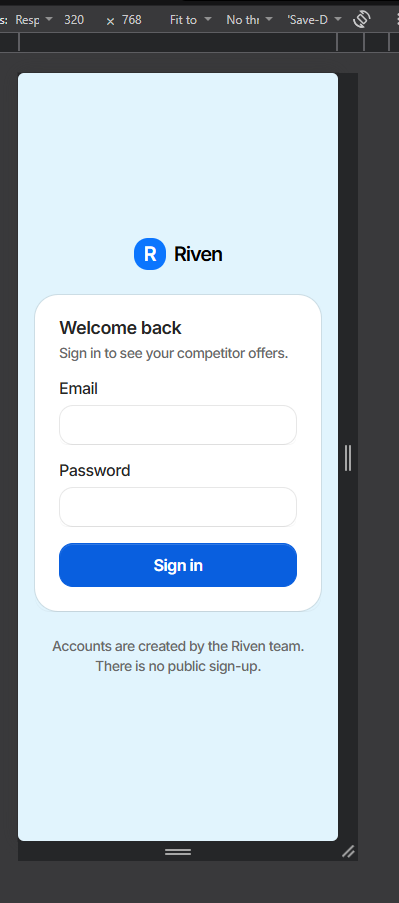 s: Resp 320 × 768 Fit to No thr 'Save-D
R Riven
Welcome back
Sign in to see your competitor offers.
Email
Password
Sign in
Accounts are created by the Riven team.
There is no public sign-up.